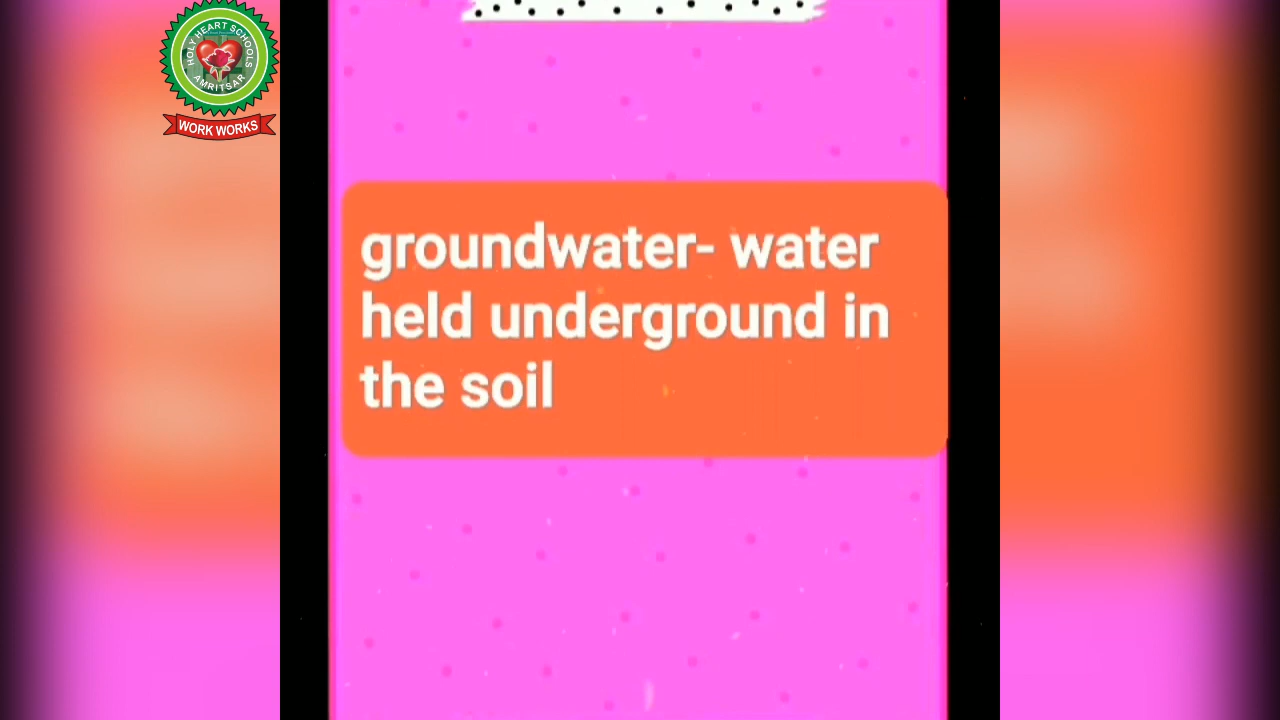 HOLY HEART SCHOOLS
AMRITSAR
WORK WORKS
groundwater- water
held underground in
the soil